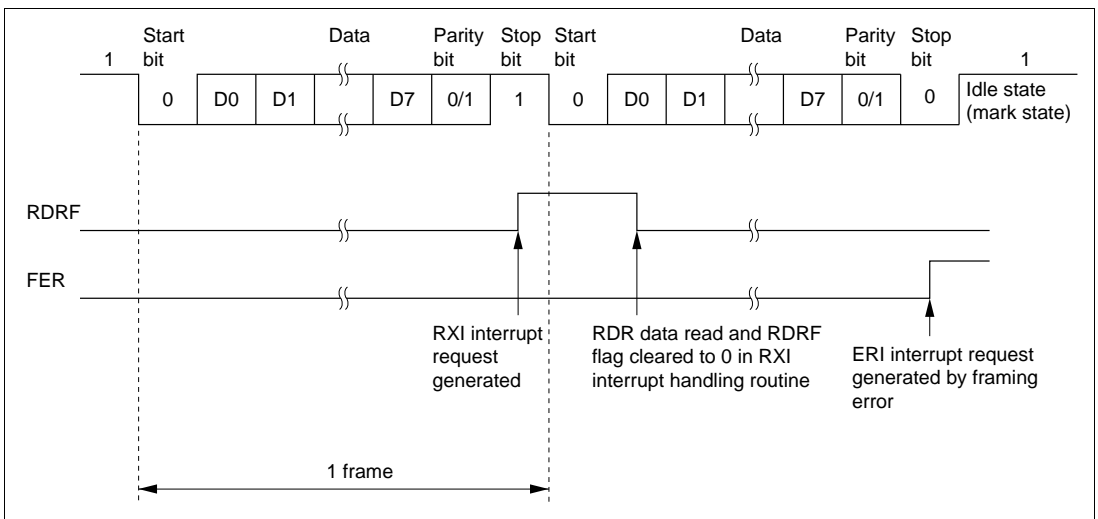 Start Data Parity Stop Start Data Parity Stop
1 bit bit bit bit bit bit 1
0 D0 D1 D7 0/1 1 0 D0 D1 D7 0/1 0 Idle state
(mark state)
RDRF
FER
RXI interrupt
request
generated
RDR data read and RDRF
flag cleared to 0 in RXI
interrupt handling routine
ERI interrupt request
generated by framing
error
1 frame